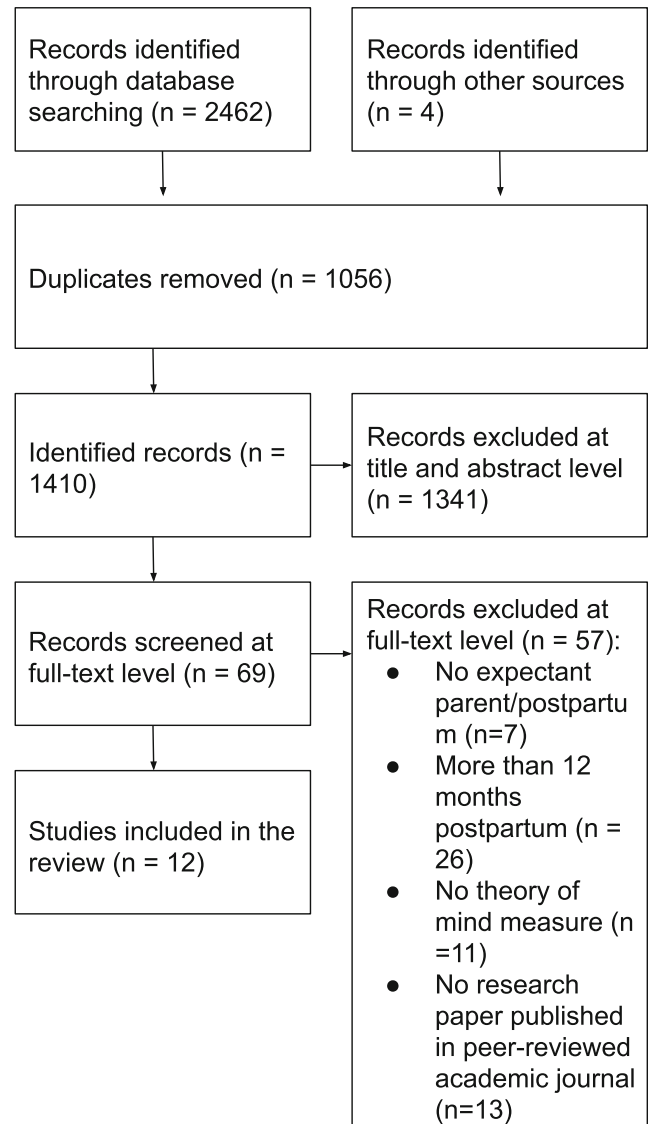 Records identified
through database
searching (n = 2462)
Records identified
through other sources
(n = 4)
Duplicates removed (n = 1056)
Identified records (n =
1410)
Records excluded at
title and abstract level
(n = 1341)
Records screened at
full-text level (n = 69)
Records excluded at
full-text level (n = 57):
● No expectant
parent/postpartu
m (n=7)
● More than 12
months
postpartum (n =
26)
● No theory of
mind measure (n
=11)
● No research
paper published
in peer-reviewed
academic journal
(n=13)
Studies included in the
review (n = 12)